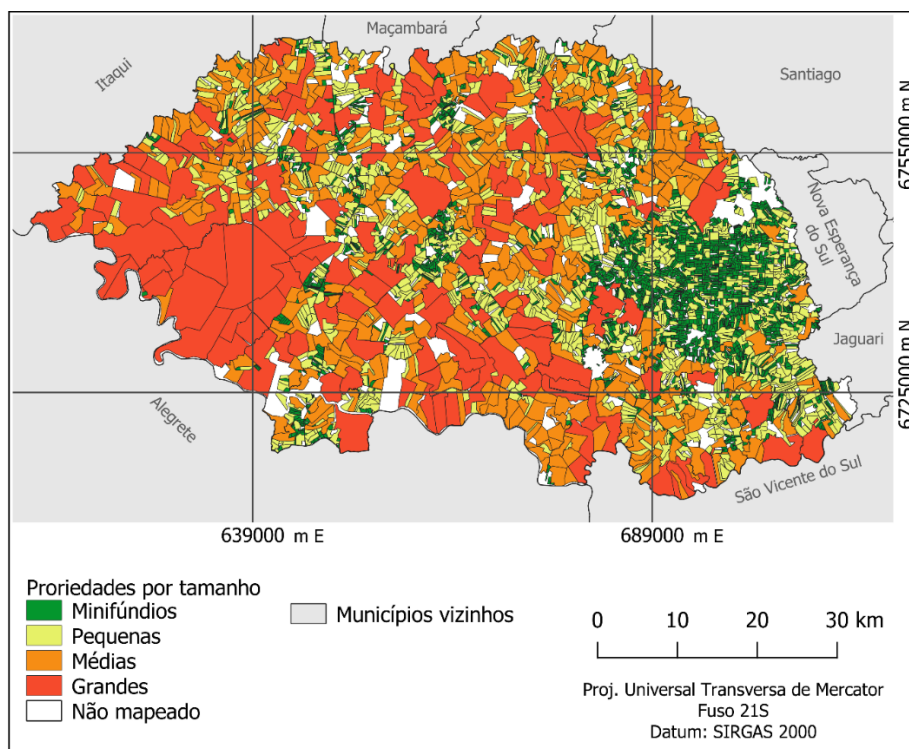 Maçambará
Itaqui
Santiago
6755000 m N
Nova Esperança
do Sul
Jaguari
6725000 m N
Alegrete
São Vicente do Sul
639000 m E
689000 m E
Proriedades por tamanho
Minifúndios
Pequenas
Médias
Grandes
Não mapeado
Municípios vizinhos
0 10 20 30 km
Proj. Universal Transversa de Mercator
Fuso 21S
Datum: SIRGAS 2000